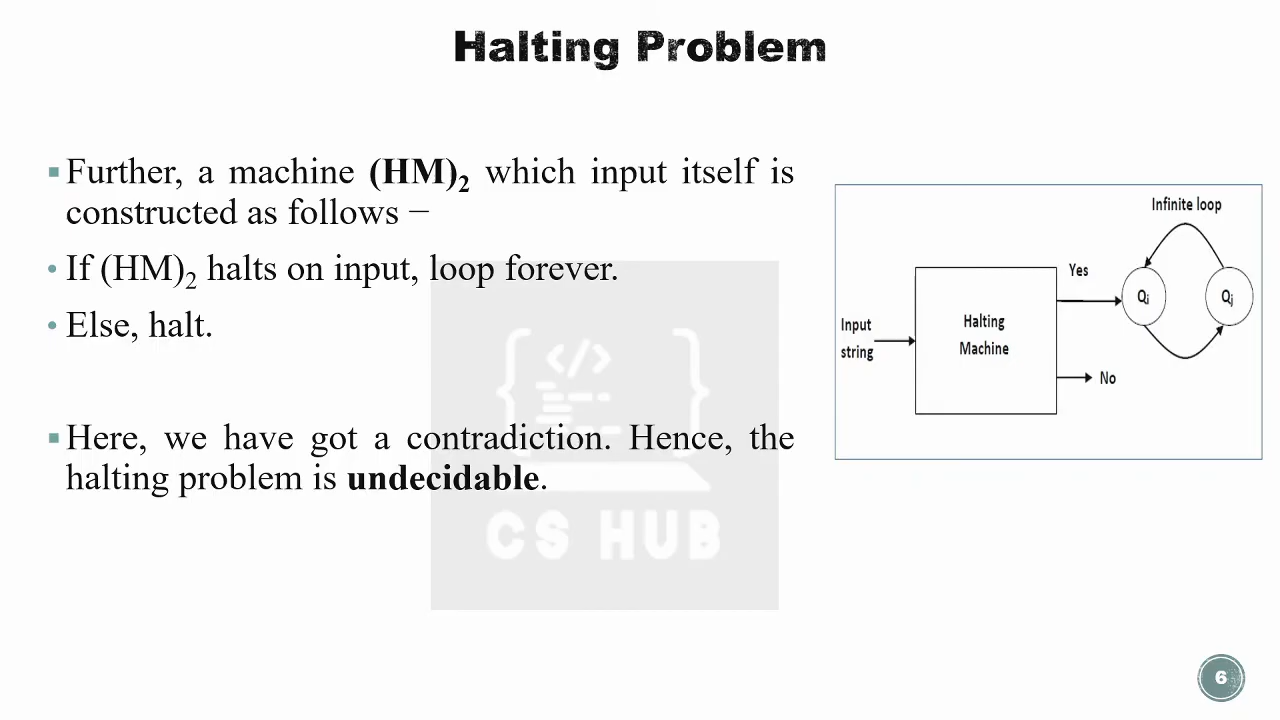 Halting Problem
▪ Further, a machine (HM)₂ which input itself is
constructed as follows −
• If (HM)₂ halts on input, loop forever.
• Else, halt.
▪ Here, we have got a contradiction. Hence, the
halting problem is undecidable.
Infinite loop
Yes
Qi
Qj
Input
string
Halting
Machine
No
</>
CS HUB
6